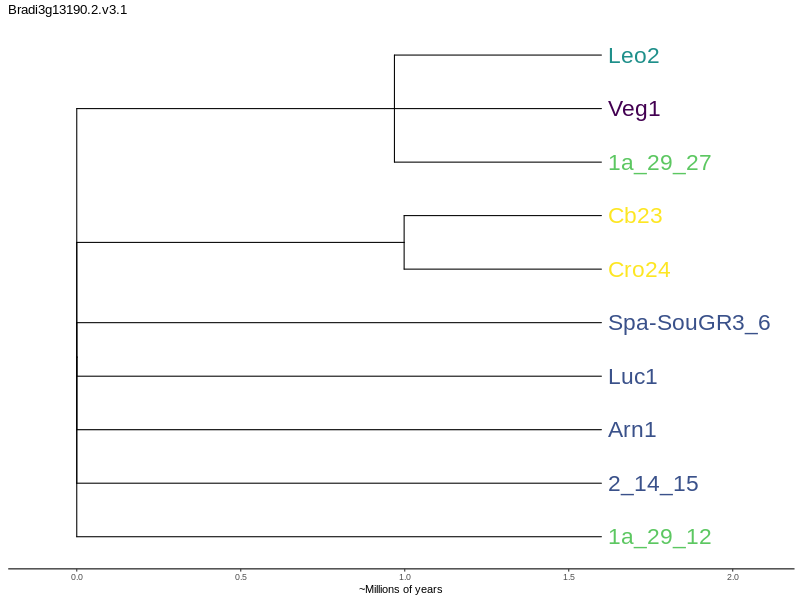 Bradi3g13190.2.v3.1
Leo2
Veg1
1a_29_27
Cb23
Cro24
Spa-SouGR3_6
Luc1
Arn1
2_14_15
1a_29_12
0.0 0.5 1.0 1.5 2.0
~Millions of years